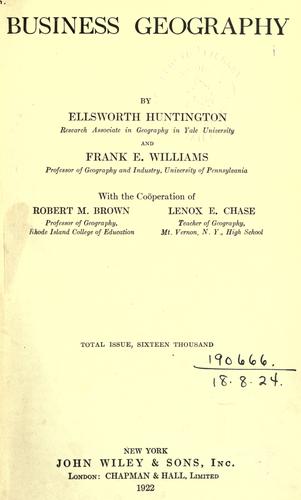 BUSINESS GEOGRAPHY
BY
ELLSWORTH HUNTINGTON
Research Associate in Geography in Yale University
AND
FRANK E. WILLIAMS
Professor of Geography and Industry, University of Pennsylvania
With the Coöperation of
ROBERT M. BROWN LENOX E. CHASE
Professor of Geography, Teacher of Geography,
Rhode Island College of Education Mt. Vernon, N. Y., High School
TOTAL ISSUE, SIXTEEN THOUSAND
190666.
18.8.24.
NEW YORK
JOHN WILEY & SONS, Inc.
London: CHAPMAN & HALL, Limited
1922